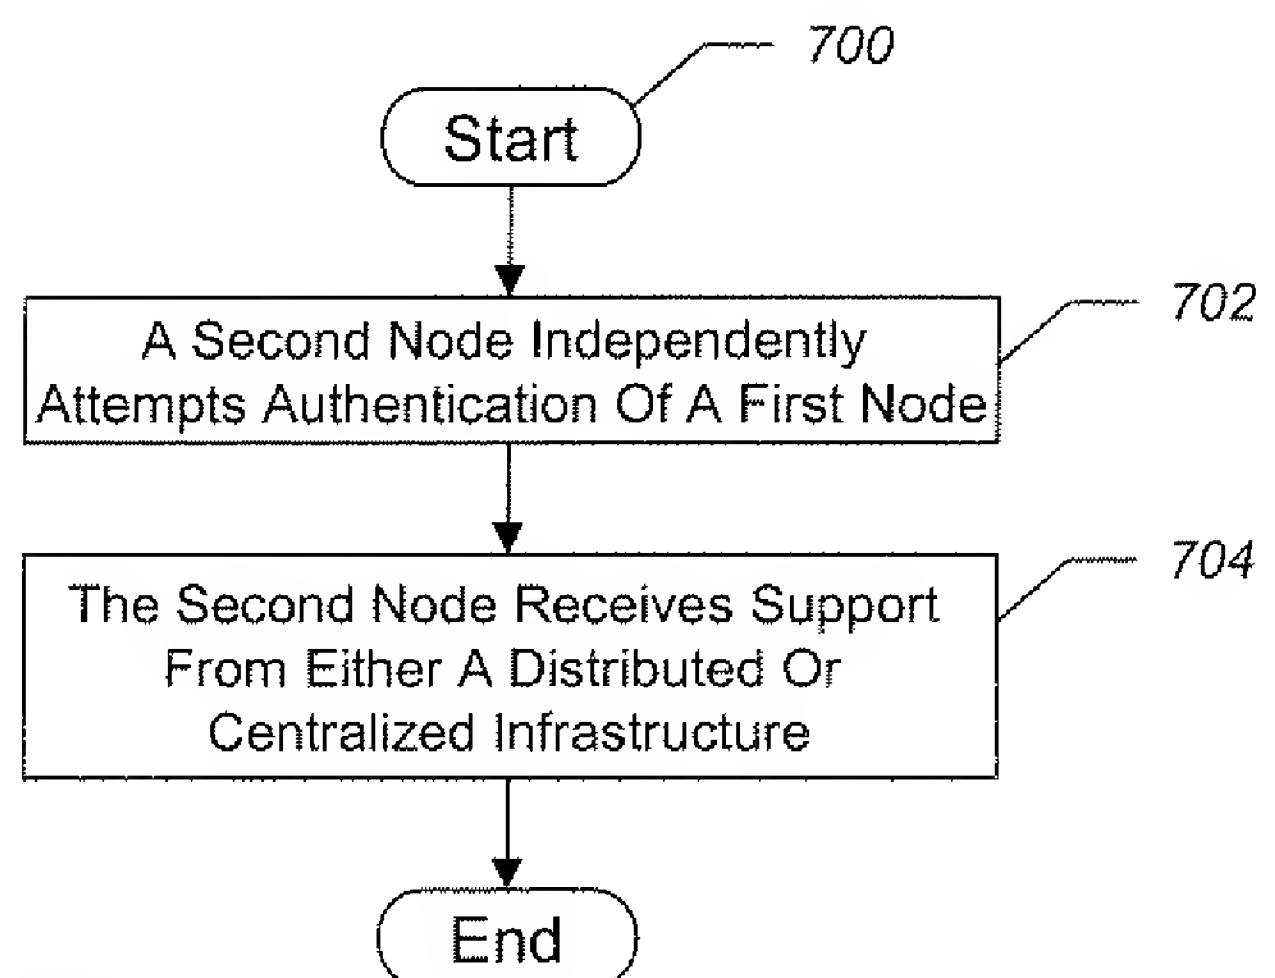 700
Start
702
A Second Node Independently
Attempts Authentication Of A First Node
704
The Second Node Receives Support
From Either A Distributed Or
Centralized Infrastructure
End